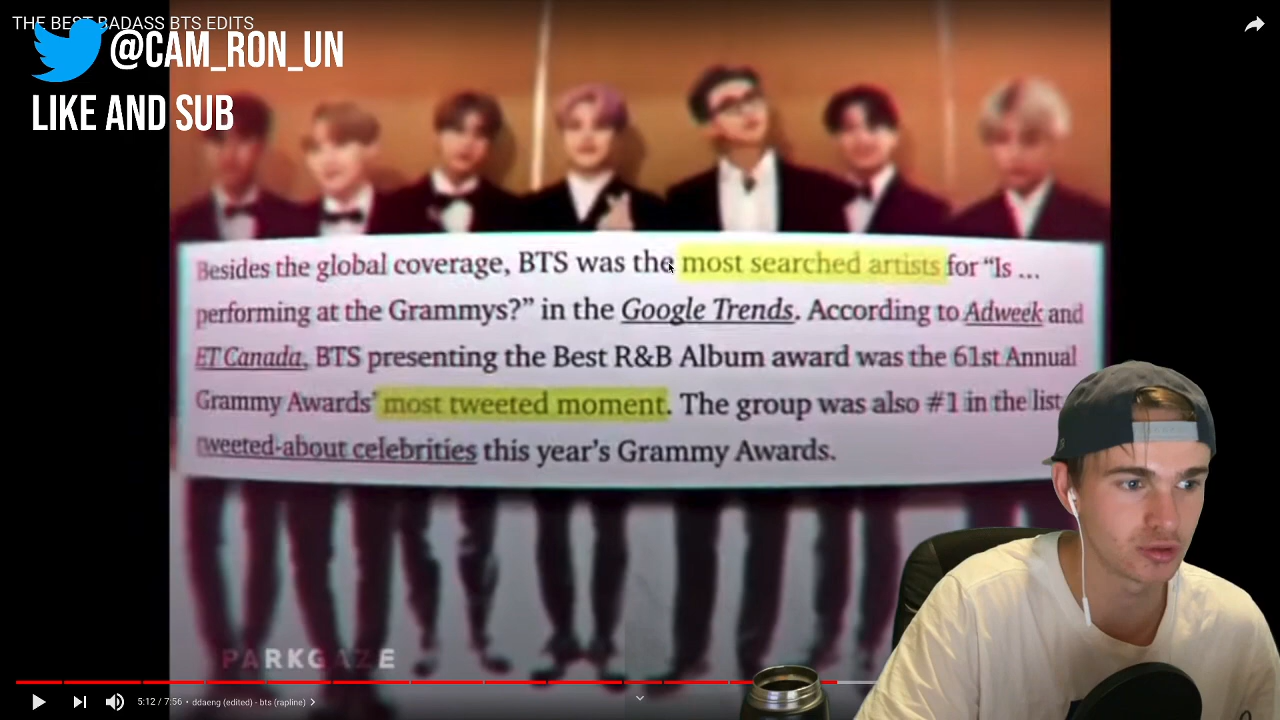 THE BEST BADASS BTS EDITS
@CAM_RON_UN
LIKE AND SUB
Besides the global coverage, BTS was the most searched artists for “Is ...
performing at the Grammys?” in the Google Trends. According to Adweek and
ET Canada, BTS presenting the Best R&B Album award was the 61st Annual
Grammy Awards’ most tweeted moment. The group was also #1 in the list
tweeted-about celebrities this year’s Grammy Awards.
PARKGAZE
5:12 / 7:56 • ddaeng (edited) - bts (rapline)